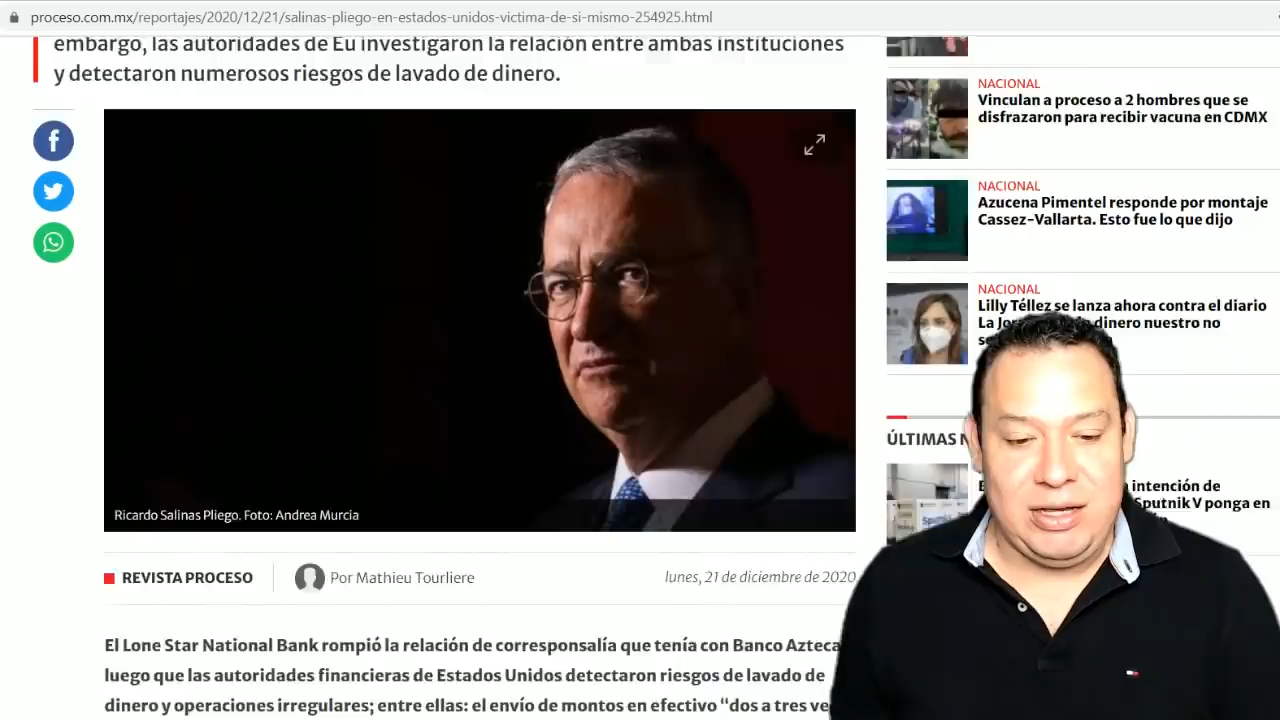 proceso.com.mx/reportajes/2020/12/21/salinas-pliego-en-estados-unidos-victima-de-si-mismo-254925.html
embargo, las autoridades de Eu investigaron la relación entre ambas instituciones
y detectaron numerosos riesgos de lavado de dinero.
Ricardo Salinas Pliego. Foto: Andrea Murcia
REVISTA PROCESO
Por Mathieu Tourliere
lunes, 21 de diciembre de 2020
El Lone Star National Bank rompió la relación de corresponsalía que tenía con Banco Azteca
luego que las autoridades financieras de Estados Unidos detectaron riesgos de lavado de
dinero y operaciones irregulares; entre ellas: el envío de montos en efectivo “dos a tres
NACIONAL
Vinculan a proceso a 2 hombres que se
disfrazaron para recibir vacuna en CDMX
NACIONAL
Azucena Pimentel responde por montaje
Cassez-Vallarta. Esto fue lo que dijo
NACIONAL
Lilly Téllez se lanza ahora contra el diario
La dinero nuestro no
ÚLTIMAS
intención de
Sputnik V ponga en